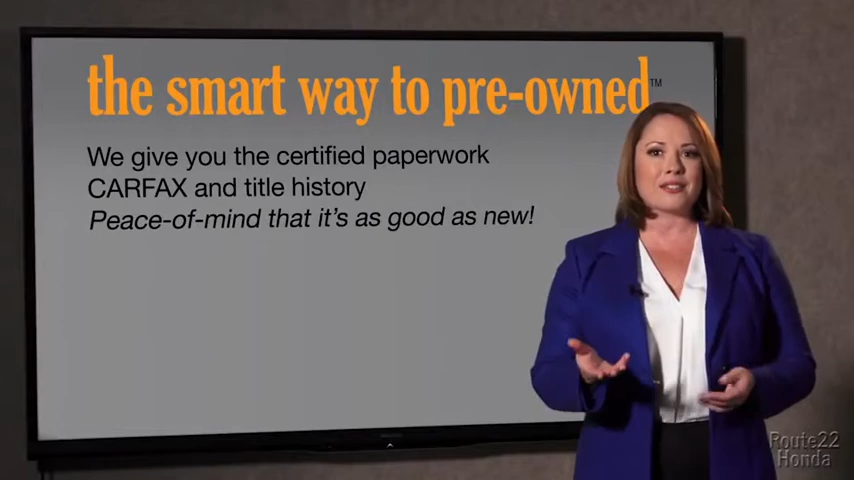 the smart way to pre-owned™
We give you the certified paperwork
CARFAX and title history
Peace-of-mind that it's as good as new!
Route22
Honda